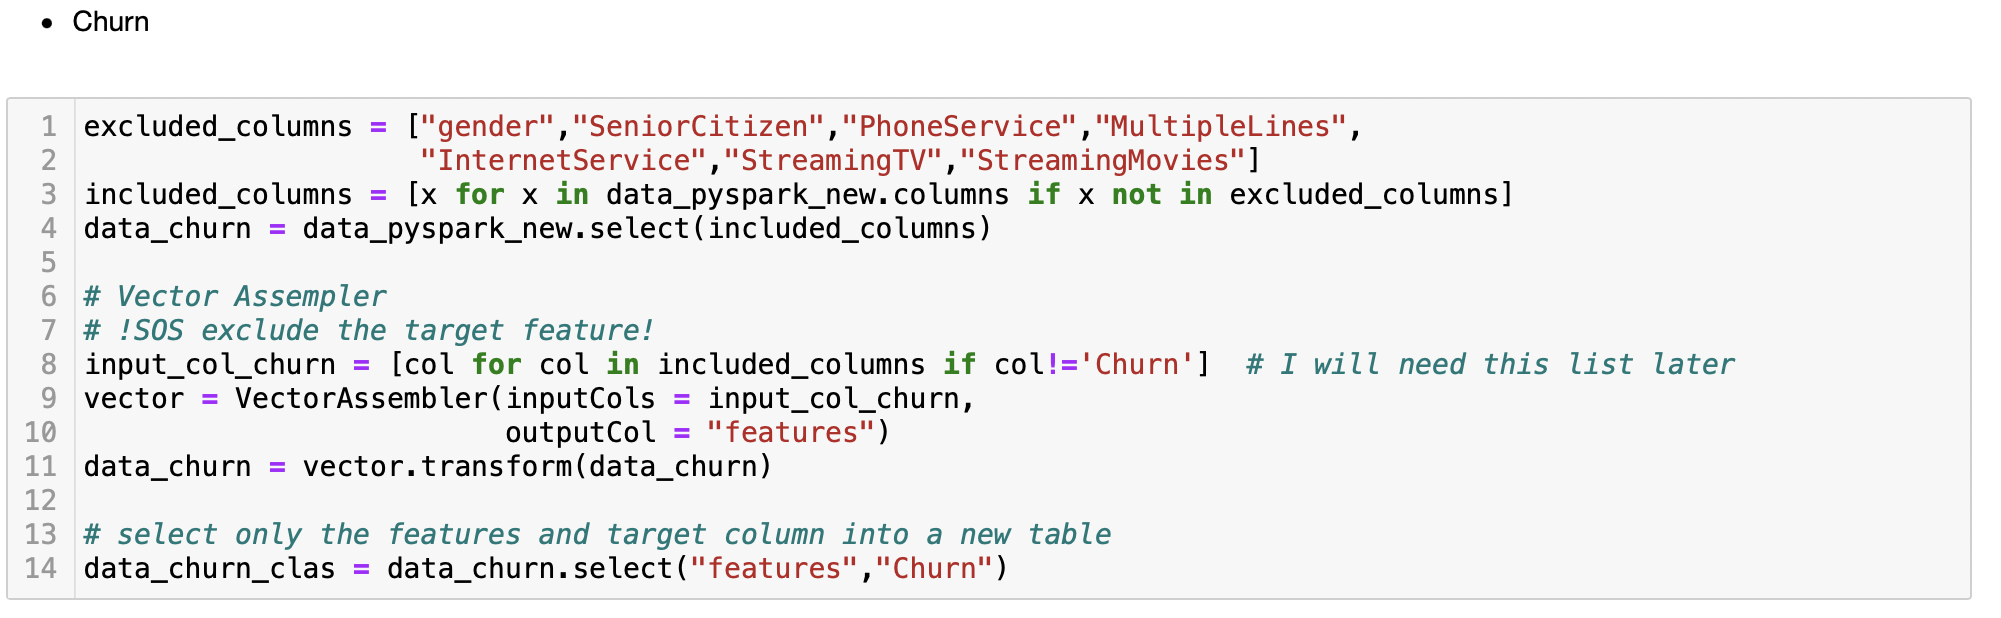 • Churn
1 excluded_columns = ["gender","SeniorCitizen","PhoneService","MultipleLines",
2                     "InternetService","StreamingTV","StreamingMovies"]
3 included_columns = [x for x in data_pyspark_new.columns if x not in excluded_columns]
4 data_churn = data_pyspark_new.select(included_columns)
5
6 # Vector Assempler
7 # !SOS exclude the target feature!
8 input_col_churn = [col for col in included_columns if col!='Churn']  # I will need this list later
9 vector = VectorAssembler(inputCols = input_col_churn,
10                          outputCol = "features")
11 data_churn = vector.transform(data_churn)
12
13 # select only the features and target column into a new table
14 data_churn_clas = data_churn.select("features","Churn")